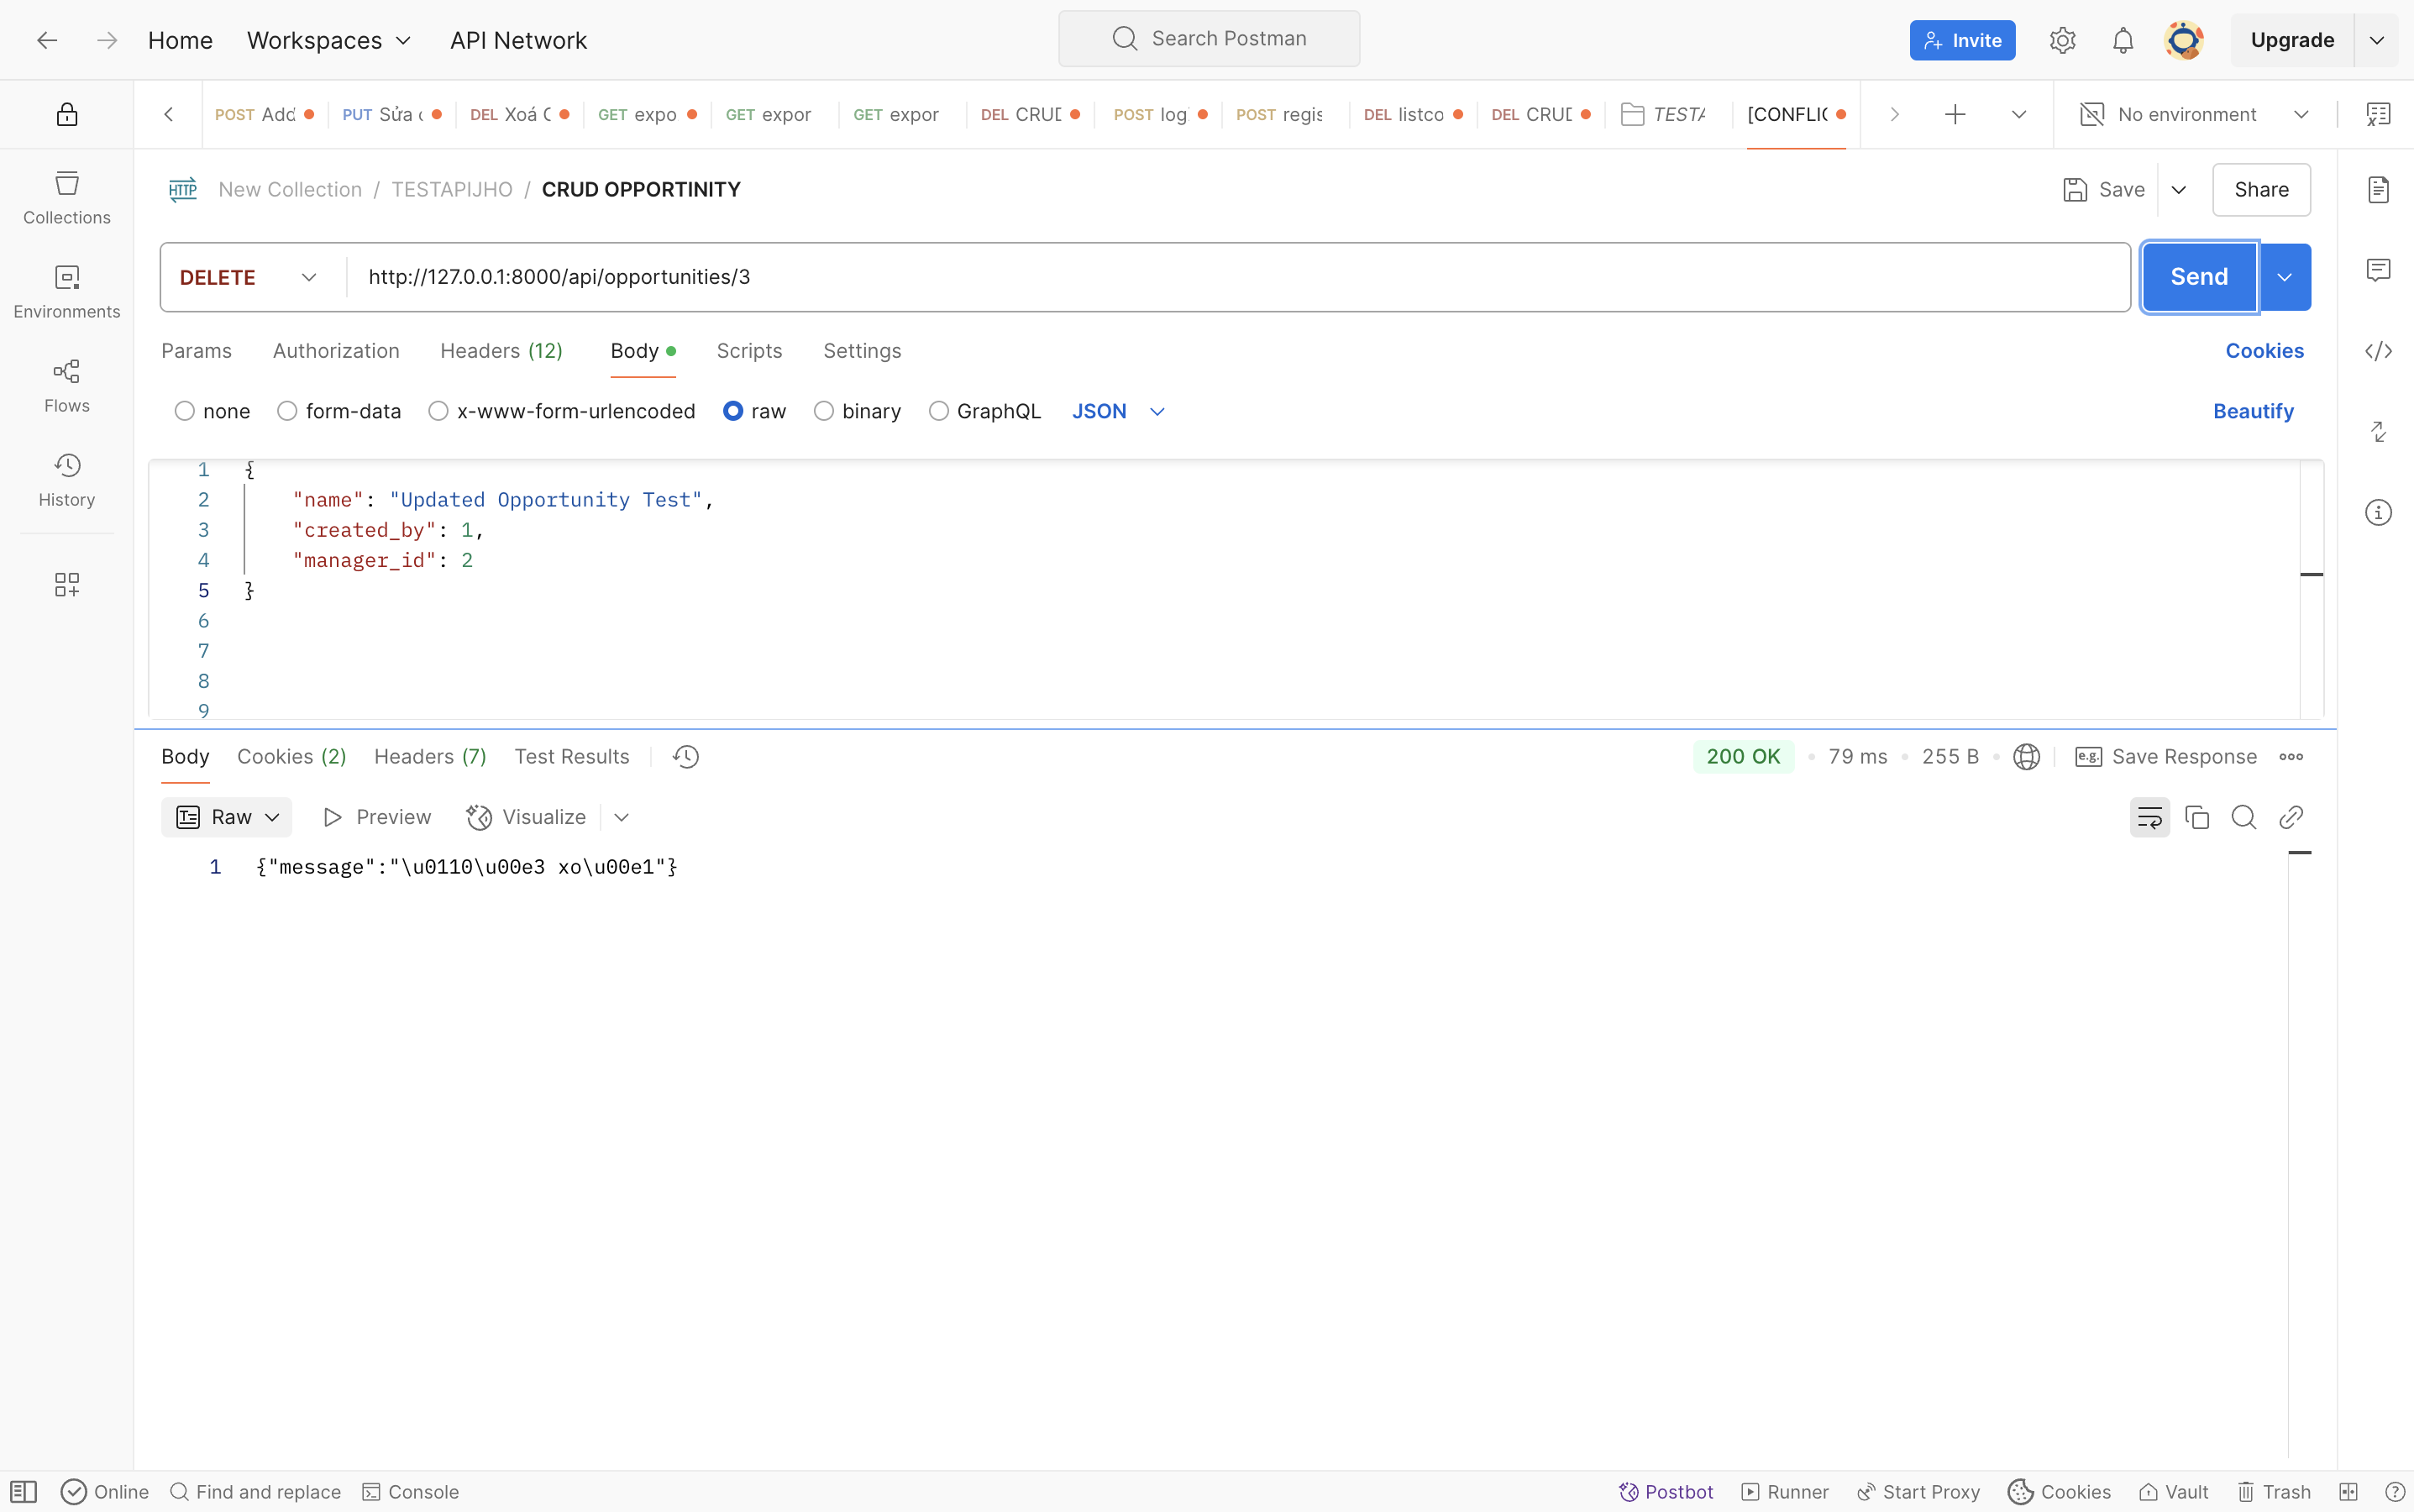 Home Workspaces API Network Search Postman Invite Upgrade
POST Add PUT Sửa DEL Xoá GET expo GET expor GET expor DEL CRUD POST log POST regis DEL listco DEL CRUD TESTA [CONFLIC No environment
HTTP New Collection / TESTAPIJHO / CRUD OPPORTINITY Save Share
DELETE http://127.0.0.1:8000/api/opportunities/3 Send
Params Authorization Headers (12) Body Scripts Settings Cookies
none form-data x-www-form-urlencoded raw binary GraphQL JSON Beautify
1 {
2 "name": "Updated Opportunity Test",
3 "created_by": 1,
4 "manager_id": 2
5 }
6
7
8
9
Collections
Environments
Flows
History
Body Cookies (2) Headers (7) Test Results 200 OK • 79 ms • 255 B • e.g. Save Response
Raw Preview Visualize
1 {"message":"\u0110\u00e3 xo\u00e1"}
Online Find and replace Console Postbot Runner Start Proxy Cookies Vault Trash